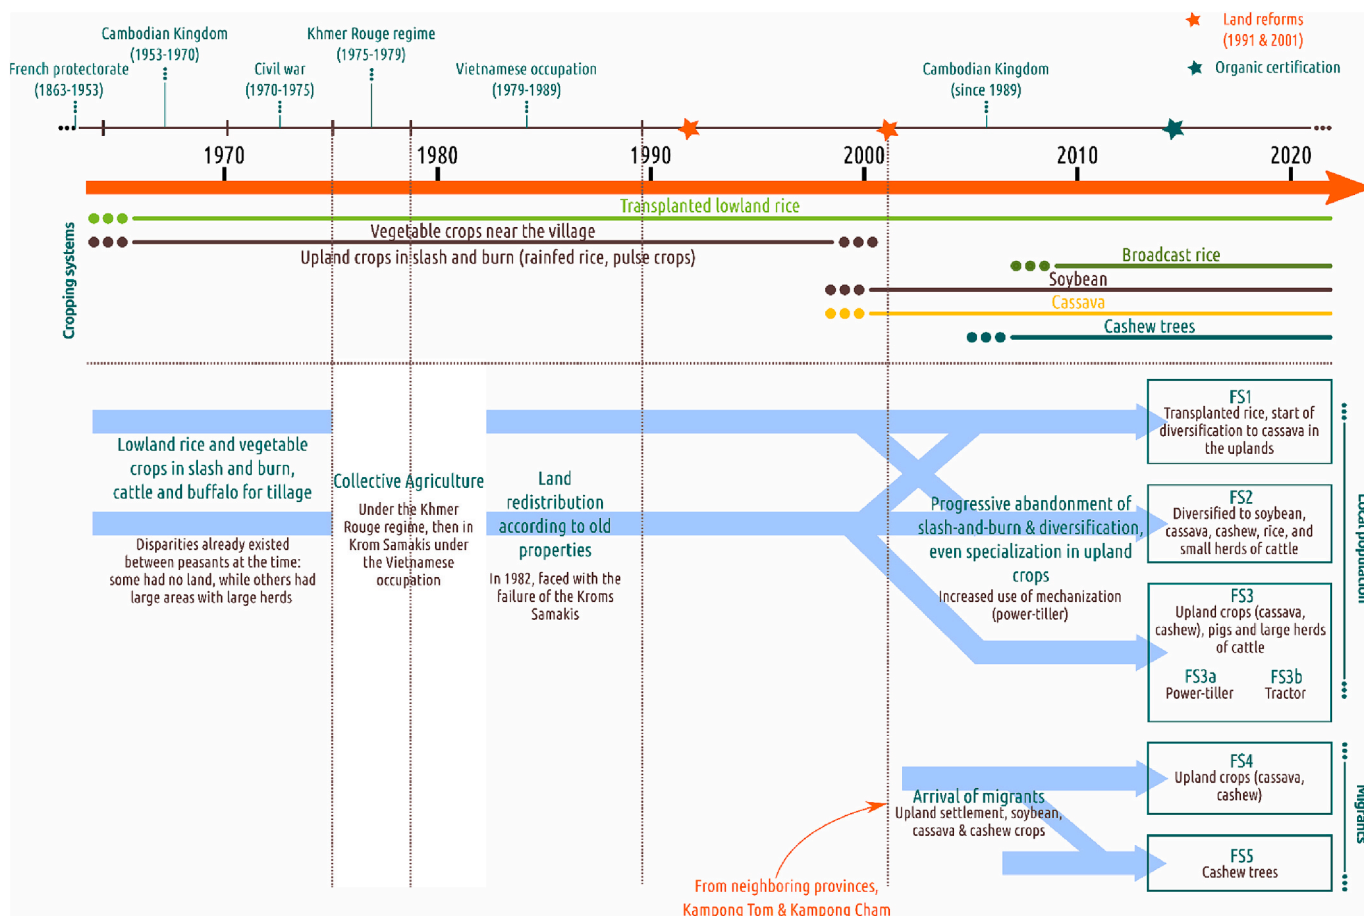 Land reforms
(1991 & 2001)
Organic certification
French protectorate
(1863-1953)
Cambodian Kingdom
(1953-1970)
Civil war
(1970-1975)
Khmer Rouge regime
(1975-1979)
Vietnamese occupation
(1979-1989)
Cambodian Kingdom
(since 1989)
1970
1980
1990
2000
2010
2020
Cropping systems
Transplanted lowland rice
Vegetable crops near the village
Upland crops in slash and burn (rainfed rice, pulse crops)
Broadcast rice
Soybean
Cassava
Cashew trees
Lowland rice and vegetable
crops in slash and burn,
cattle and buffalo for tillage
Disparities already existed
between peasants at the time:
some had no land, while others had
large areas with large herds
Collective Agriculture
Under the Khmer
Rouge regime, then in
Krom Samakis under
the Vietnamese
occupation
Land
redistribution
according to old
properties
In 1982, faced with the
failure of the Kroms
Samakis
Progressive abandonment of
slash-and-burn & diversification,
even specialization in upland
crops
Increased use of mechanization
(power-tiller)
Arrival of migrants
Upland settlement, soybean,
cassava & cashew crops
From neighboring provinces,
Kampong Tom & Kampong Cham
FS1
Transplanted rice, start of
diversification to cassava in
the uplands
FS2
Diversified to soybean,
cassava, cashew, rice, and
small herds of cattle
FS3
Upland crops (cassava,
cashew), pigs and large herds
of cattle
FS3a
Power-tiller
FS3b
Tractor
FS4
Upland crops (cassava,
cashew)
FS5
Cashew trees
Local population
Migrants